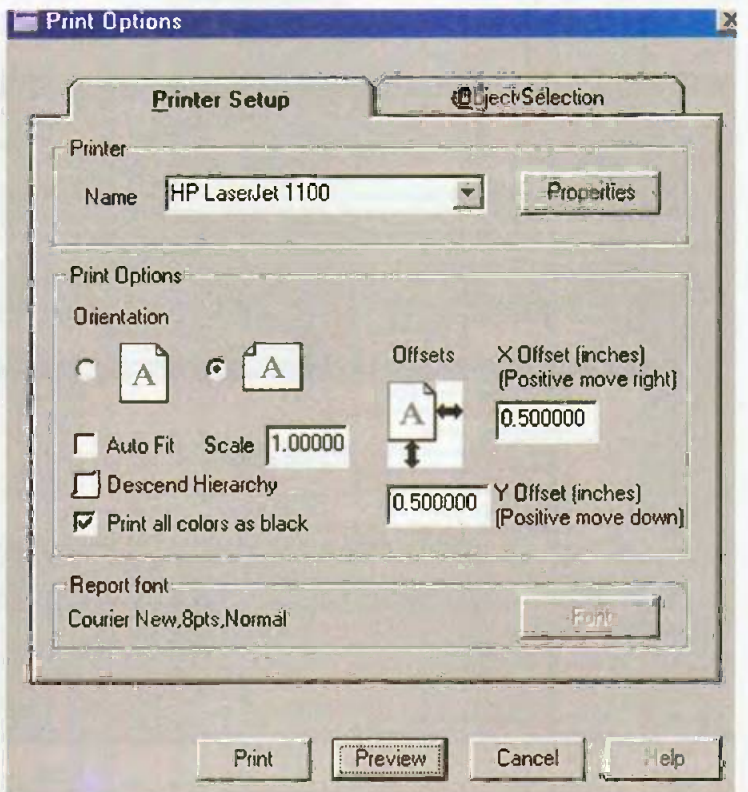 Print Options
Printer Setup
Object Selection
Printer
Name HP LaserJet 1100 Properties
Print Options
Orientation
A A
Offsets
X Offset (inches)
(Positive move right)
A
0.500000
Auto Fit Scale 1.00000
Descend Hierarchy
Print all colors as black
0.500000 Y Offset (inches)
(Positive move down)
Report font
Courier New,8pts,Normal Font
Print Preview Cancel Help